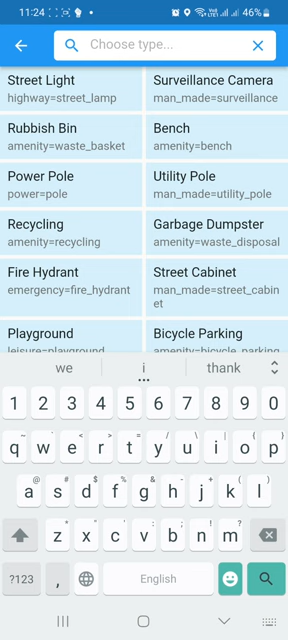 11:24 46%
Choose type...
Street Light Surveillance Camera
highway=street_lamp man_made=surveillance
Rubbish Bin Bench
amenity=waste_basket amenity=bench
Power Pole Utility Pole
power=pole man_made=utility_pole
Recycling Garbage Dumpster
amenity=recycling amenity=waste_disposal
Fire Hydrant Street Cabinet
emergency=fire_hydrant man_made=street_cabin
et
Playground Bicycle Parking
leisure=playground amenity=bicycle_parking
we i thank
1 2 3 4 5 6 7 8 9 0
q w e r t y u i o p
a s d f g h j k l
z x c v b n m
?123 , English